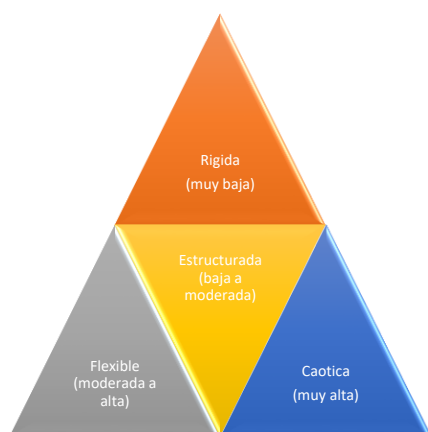 Rigida
(muy baja)
Estructurada
(baja a
moderada)
Flexible
(moderada a
alta)
Caotica
(muy alta)